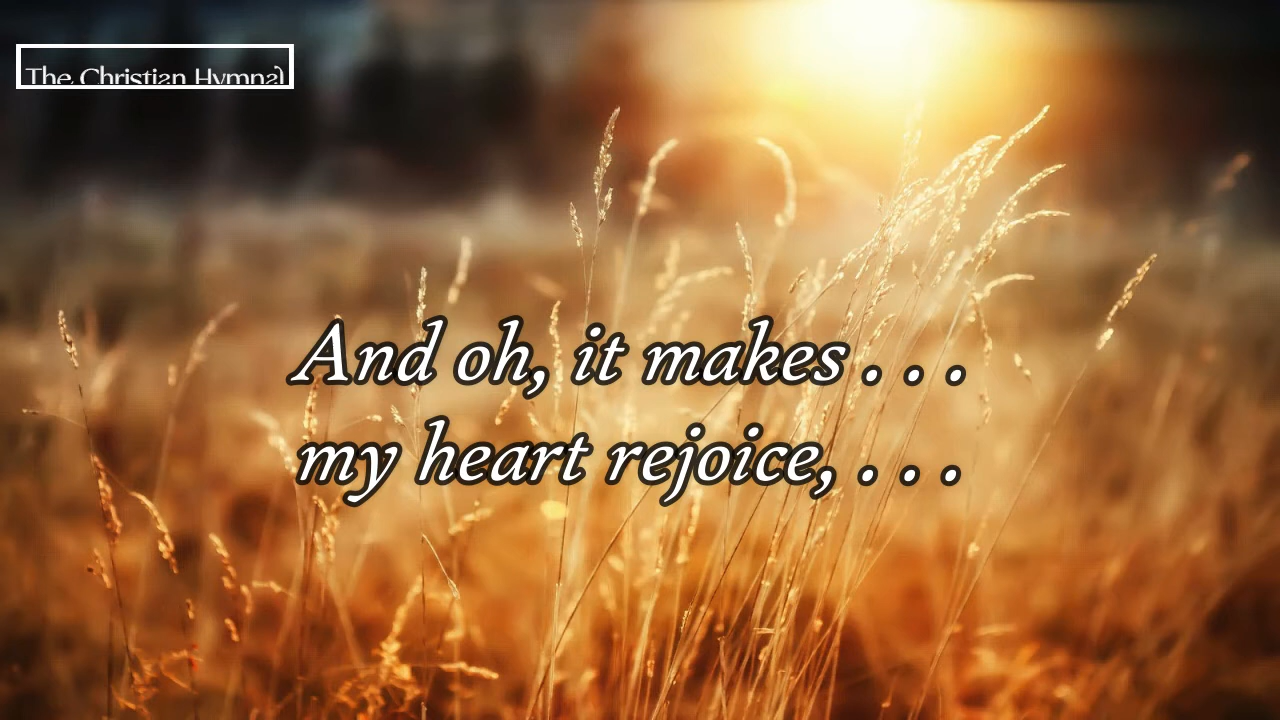 The Christian Hymnal
And oh, it makes . . .
my heart rejoice, . . .